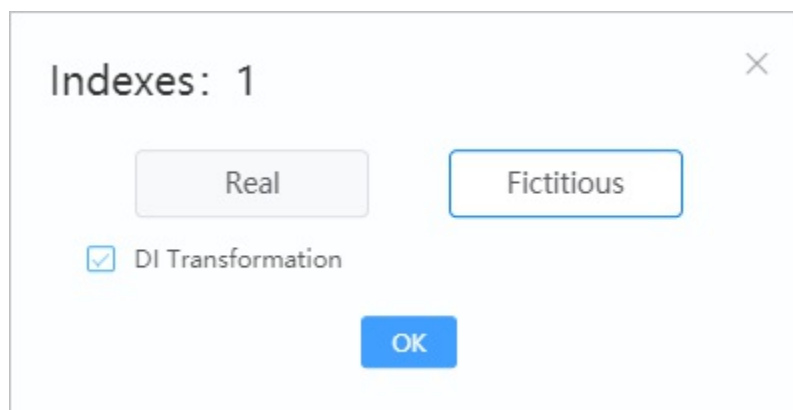 Indexes: 1
Real
Fictitious
DI Transformation
OK